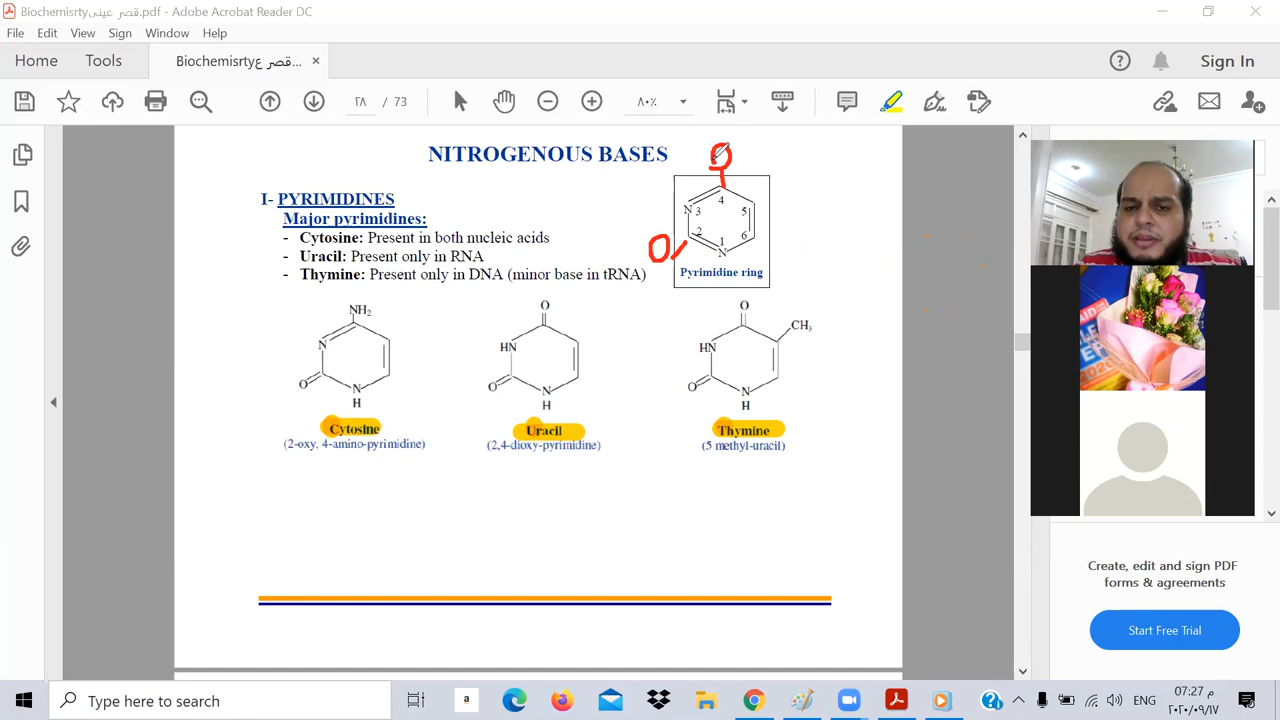 Biochemisrtyقصر عينى.pdf - Adobe Acrobat Reader DC
File Edit View Sign Window Help
Home Tools Biochemisrtyقصر ع... × Sign In
٢٨ / 73 ٨٠٪
NITROGENOUS BASES
I- PYRIMIDINES
Major pyrimidines:
- Cytosine: Present in both nucleic acids
- Uracil: Present only in RNA
- Thymine: Present only in DNA (minor base in tRNA)
O
4
N 3 5
O 2 1 6
N
Pyrimidine ring
NH2
N
O
N
H
Cytosine
(2-oxy, 4-amino-pyrimidine)
O
HN
O
N
H
Uracil
(2,4-dioxy-pyrimidine)
O
CH3
HN
O
N
H
Thymine
(5 methyl-uracil)
Create, edit and sign PDF
forms & agreements
Start Free Trial
Type here to search
a
ENG
07:27 م
٢٠٢٠/٠٩/١٧